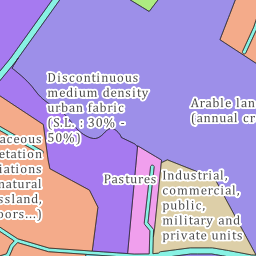 Discontinuous
medium density
urban fabric
(S.L. : 30% -
50%)
Arable lan
(annual cr
aceous
etation
iations
natural
ssland,
oors...)
Pastures
Industrial,
commercial,
public,
military and
private units